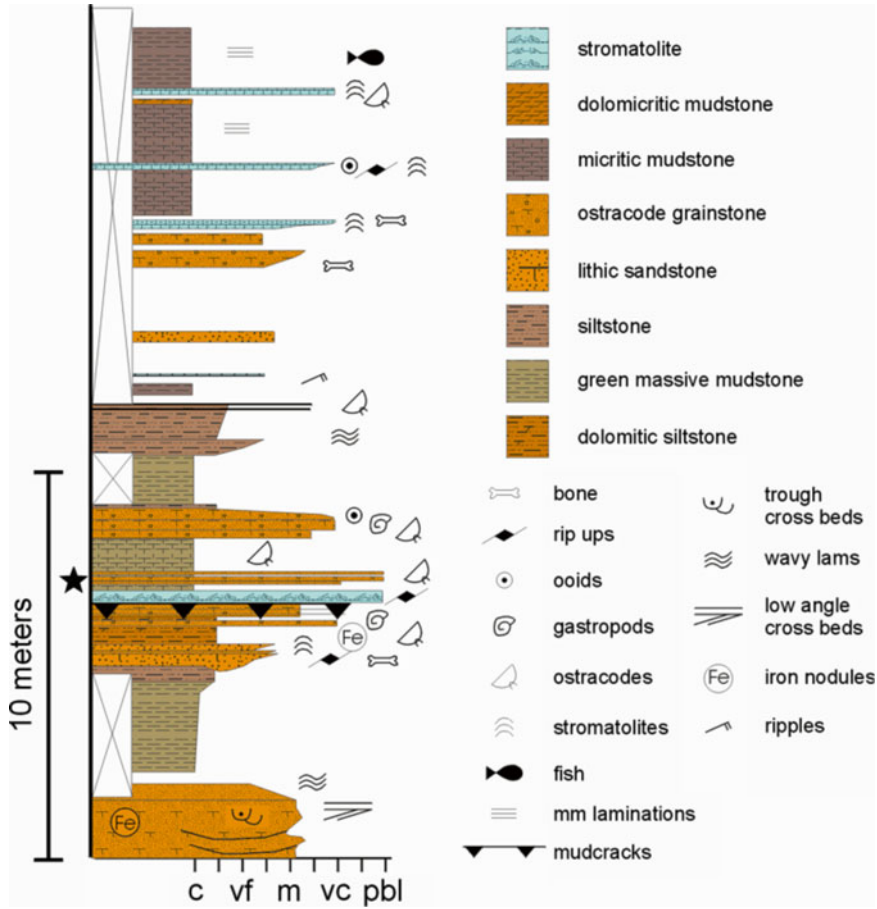 stromatolite
dolomicritic mudstone
micritic mudstone
ostracode grainstone
lithic sandstone
siltstone
green massive mudstone
dolomitic siltstone
bone
rip ups
ooids
gastropods
ostracodes
stromatolites
fish
mm laminations
mudcracks
trough
cross beds
wavy lams
low angle
cross beds
Fe
iron nodules
ripples
10 meters
Fe
Fe
c vf m vc pbl